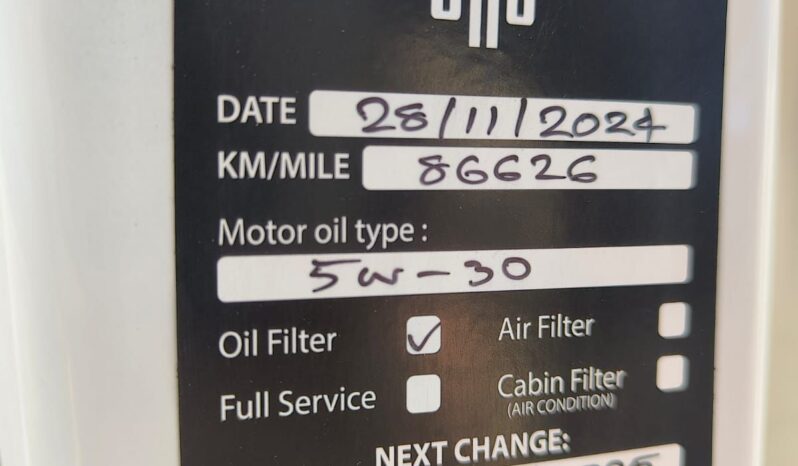 DATE 28/11/2024
KM/MILE 86626
Motor oil type :
5w-30
Oil Filter Air Filter
Full Service Cabin Filter
(AIR CONDITION)
NEXT CHANGE: